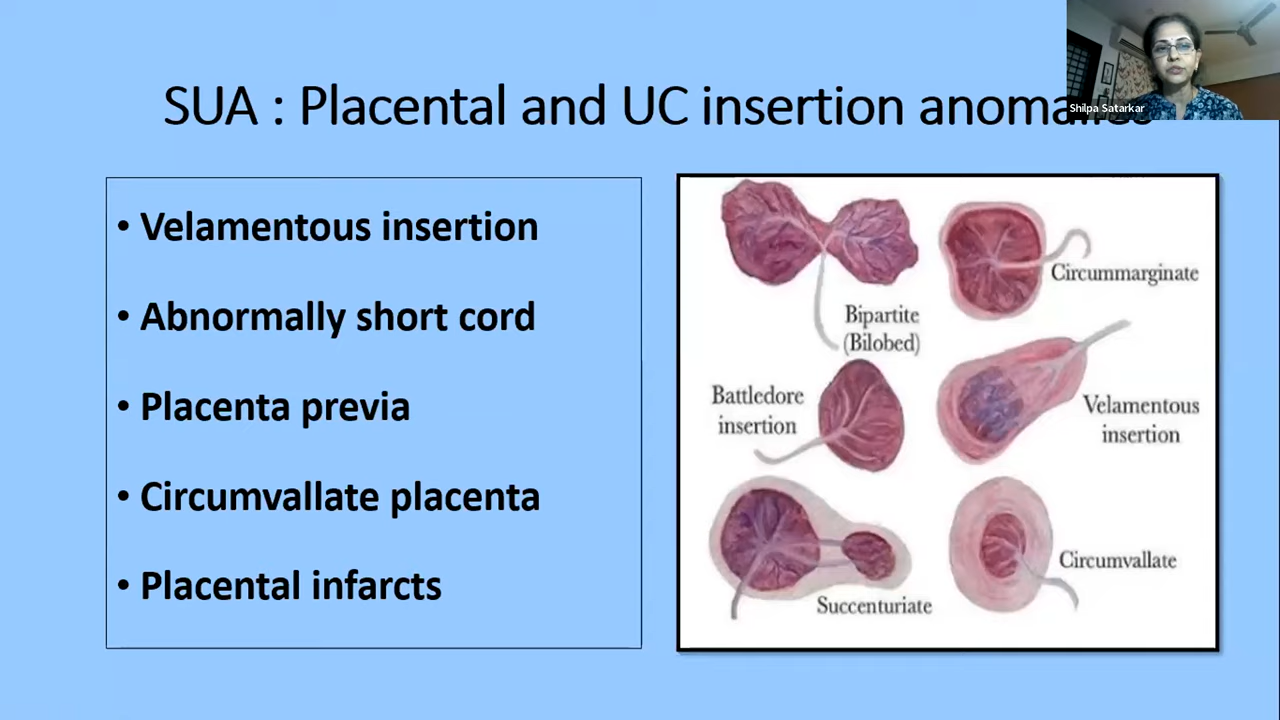 SUA : Placental and UC insertion
Shilpa Satarkar
• Velamentous insertion
• Abnormally short cord
• Placenta previa
• Circumvallate placenta
• Placental infarcts
Circummarginate
Bipartite
(Bilobed)
Battledore
insertion
Velamentous
insertion
Circumvallate
Succenturiate